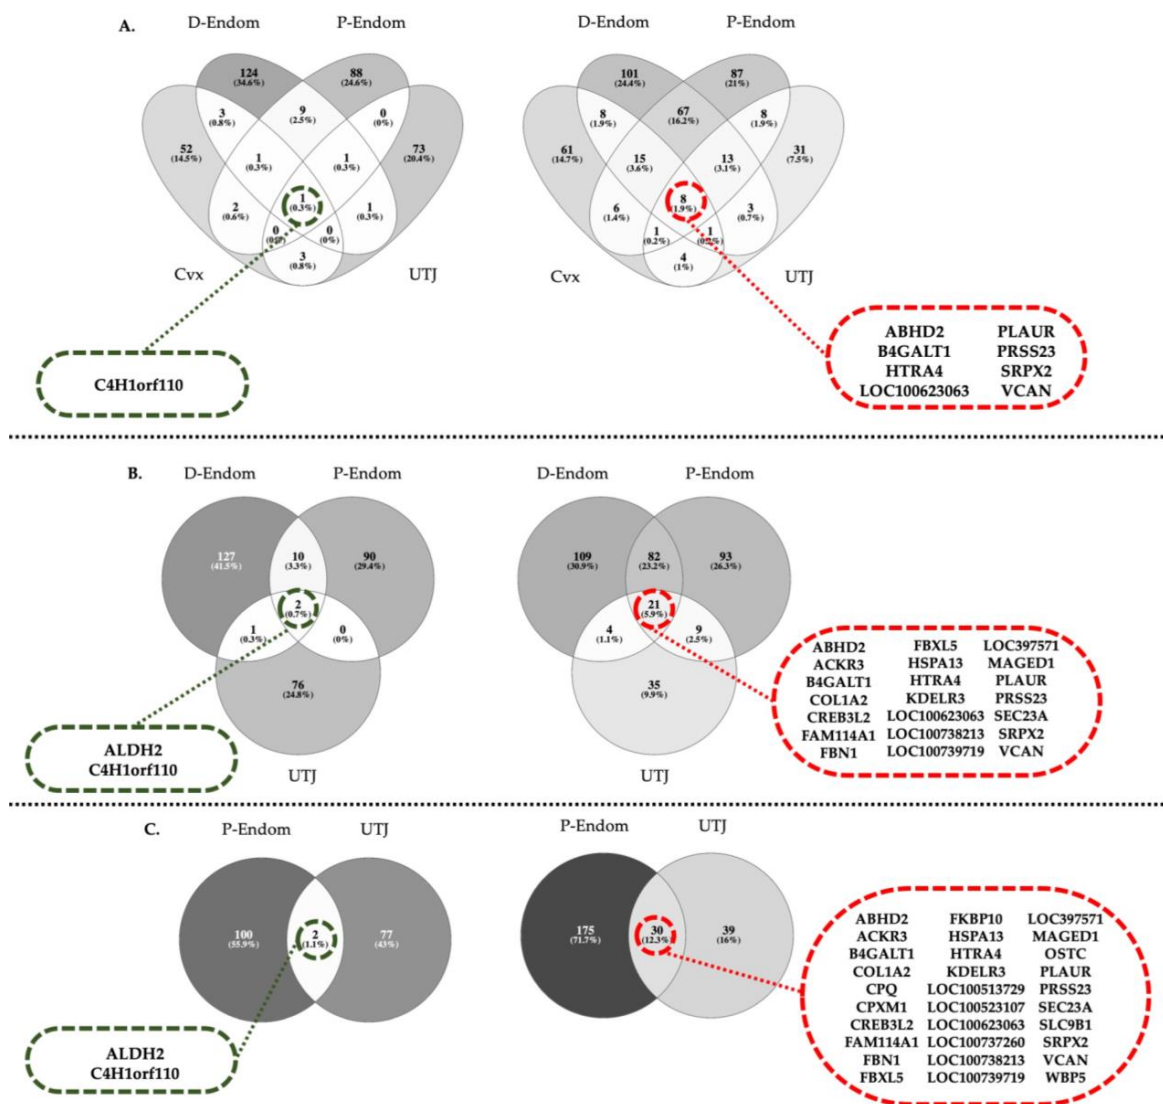 A.
D-Endom P-Endom D-Endom P-Endom
124 88 101 87
(34.6%) (24.6%) (24.4%) (21%)
3 9 0 8 67 8
(0.8%) (2.5%) (0%) (1.9%) (16.2%) (1.9%)
52 73 61 31
(14.5%) (20.4%) (14.7%) (7.5%)
1 1 15 13
(0.3%) (0.3%) (3.6%) (3.1%)
2 1 1 6 8 3
(0.6%) (0.3%) (0.3%) (1.4%) (1.9%) (0.7%)
0 0 1 1
(0%) (0%) (0.2%)
3 4
(0.8%) (1%)
Cvx UTJ Cvx UTJ
C4H1orf110
ABHD2 PLAUR
B4GALT1 PRSS23
HTRA4 SRPX2
LOC100623063 VCAN
B.
D-Endom P-Endom D-Endom P-Endom
127 10 90 109 82 93
(41.5%) (3.3%) (29.4%) (30.9%) (23.2%) (26.3%)
2 21
(0.7%) (5.9%)
1 0 4 9
(0.3%) (0%) (1.1%) (2.5%)
76 35
(24.8%) (9.9%)
UTJ UTJ
ALDH2
C4H1orf110
ABHD2 FBXL5 LOC397571
ACKR3 HSPA13 MAGED1
B4GALT1 HTRA4 PLAUR
COL1A2 KDELR3 PRSS23
CREB3L2 LOC100623063 SEC23A
FAM114A1 LOC100738213 SRPX2
FBN1 LOC100739719 VCAN
C.
P-Endom UTJ P-Endom UTJ
100 2 77 175 30 39
(55.9%) (1.1%) (43%) (71.7%) (12.3%) (16%)
ALDH2
C4H1orf110
ABHD2 FKBP10 LOC397571
ACKR3 HSPA13 MAGED1
B4GALT1 HTRA4 OSTC
COL1A2 KDELR3 PLAUR
CPQ LOC100513729 PRSS23
CPXM1 LOC100523107 SEC23A
CREB3L2 LOC100623063 SLC9B1
FAM114A1 LOC100737260 SRPX2
FBN1 LOC100738213 VCAN
FBXL5 LOC100739719 WBP5